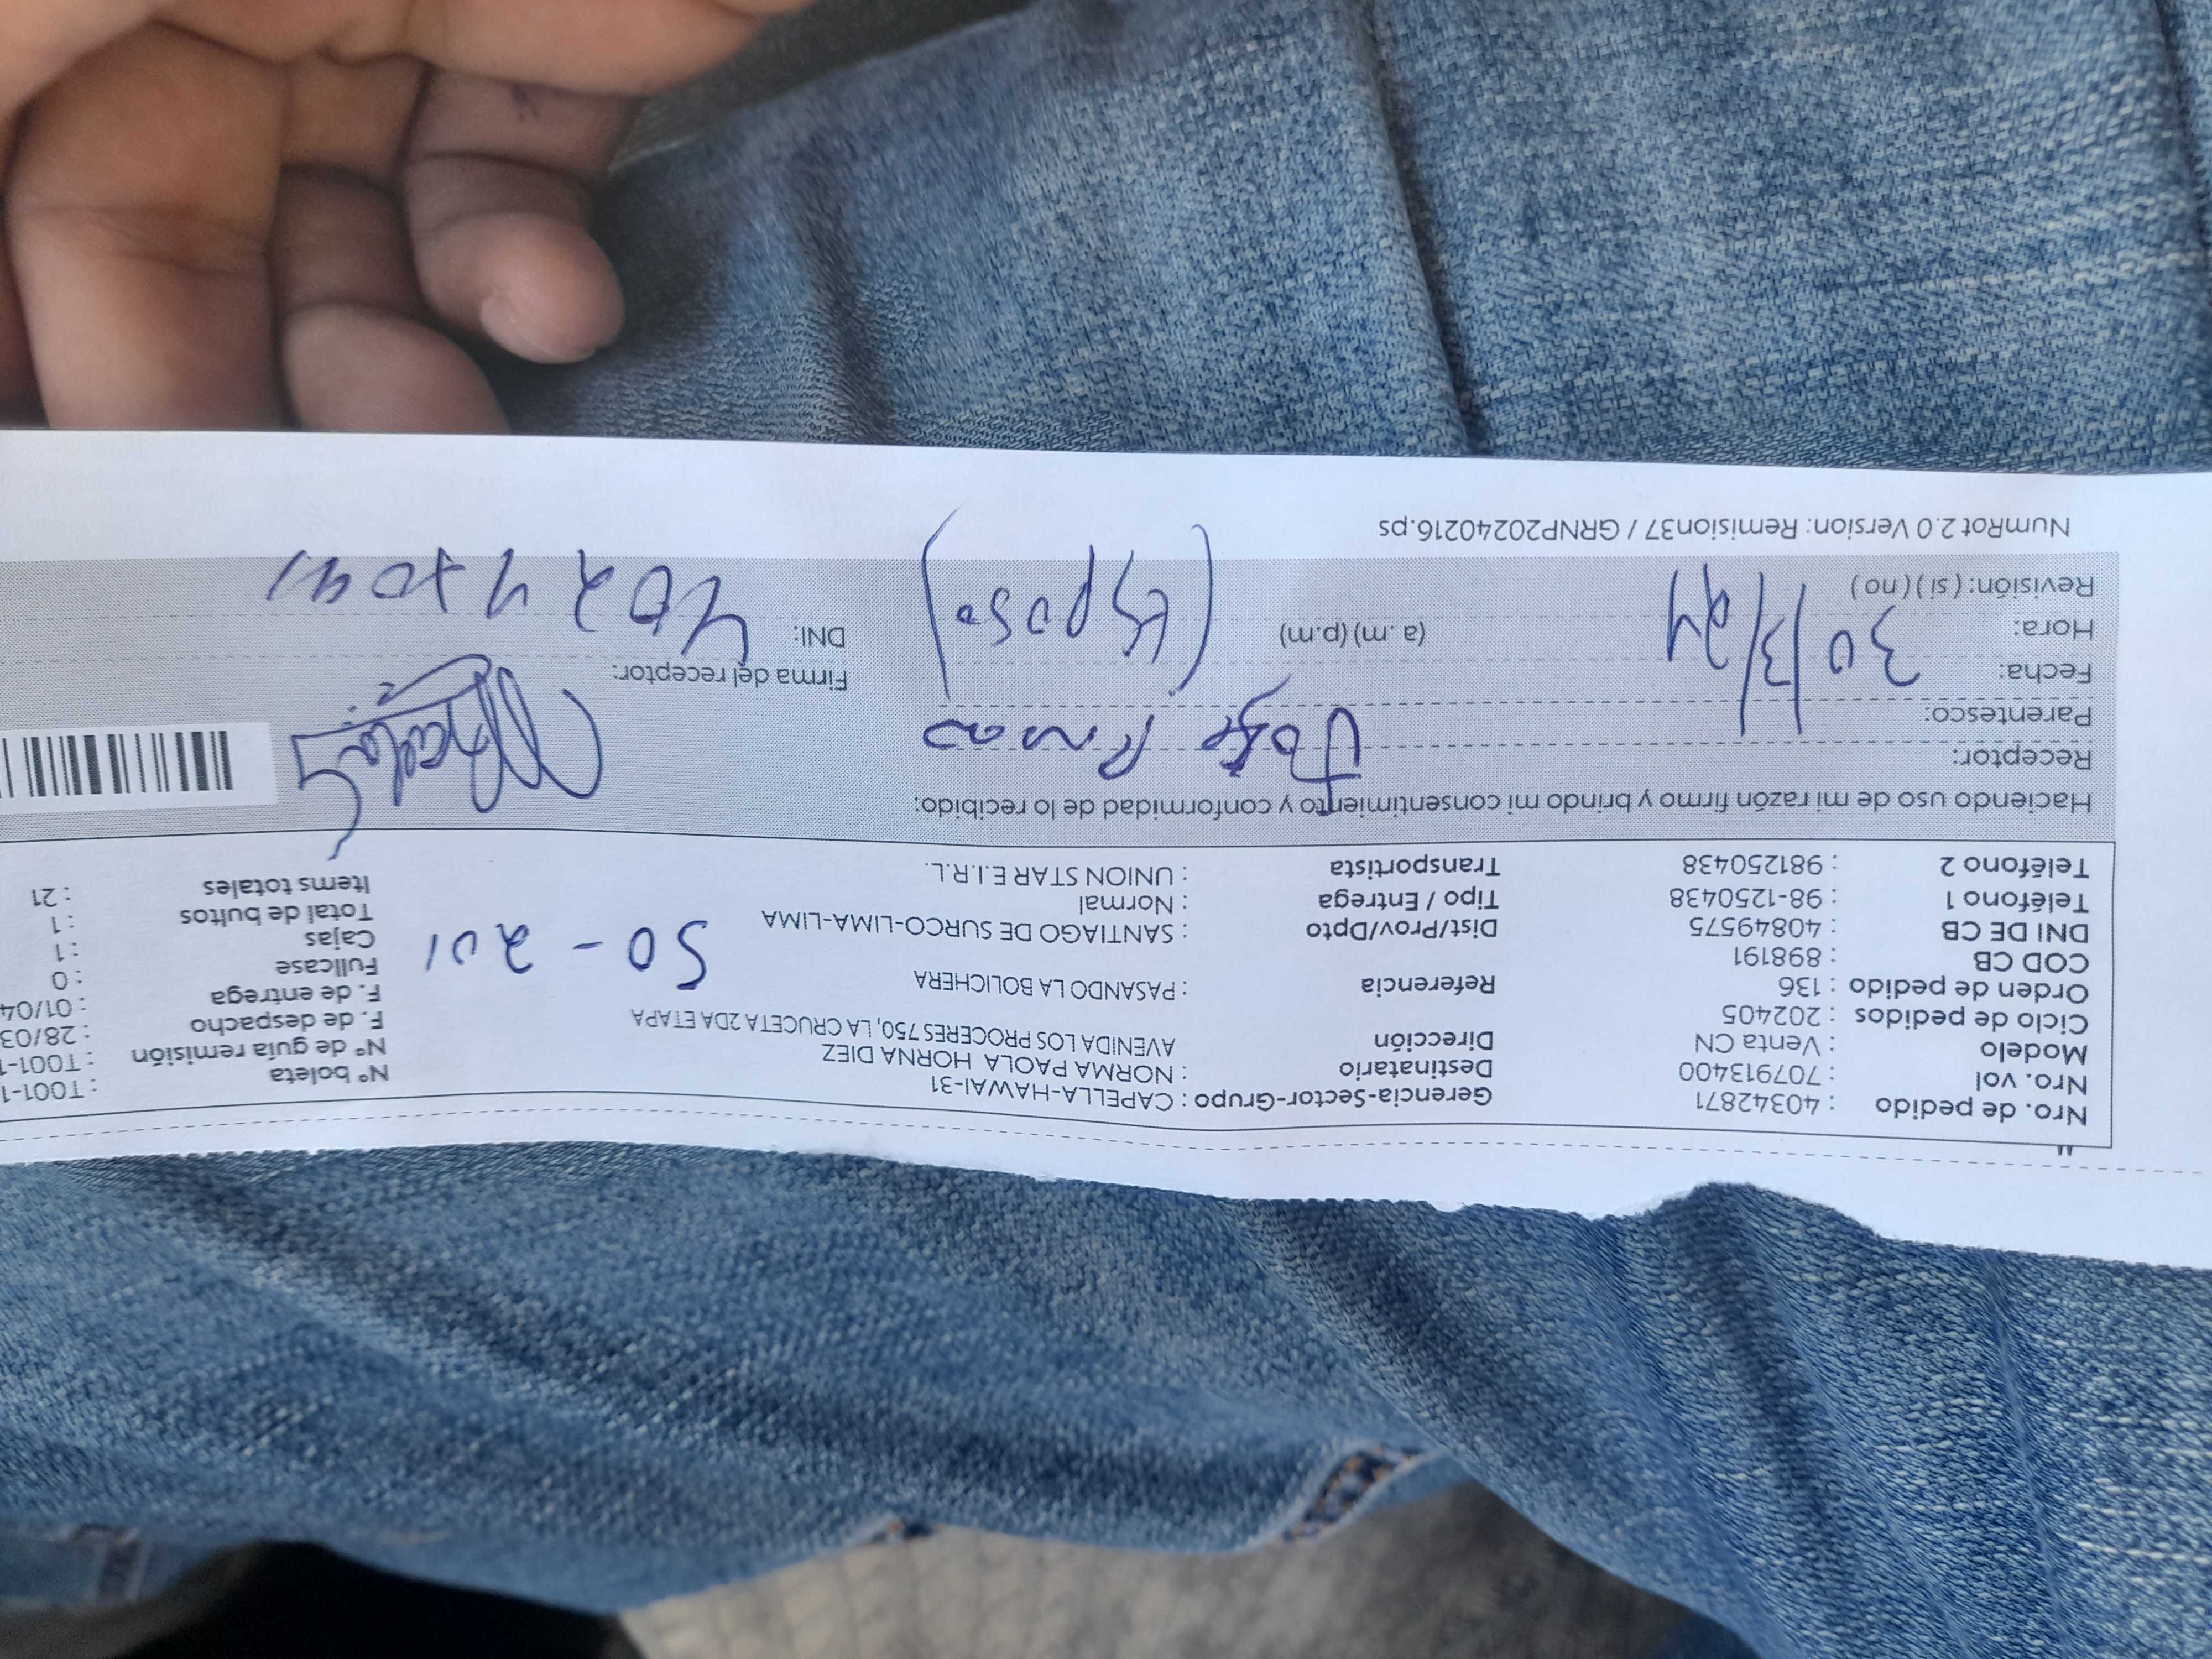 Nro. de pedido : 40342871 Gerencia-Sector-Grupo : CAPELLA-HAWAI-31 N° boleta : T001-1
Nro. vol : 707913400 Destinatario : NORMA PAOLA HORNA DIEZ N° de guía remisión : T001-1
Modelo : Venta CN Dirección AVENIDA LOS PROCERES 750, LA CRUCETA 2DA ETAPA F. de despacho : 28/03
Ciclo de pedidos : 202405 F. de entrega : 01/04
Orden de pedido : 136 Referencia : PASANDO LA BOLICHERA Fullcase : 0
COD CB : 898191 50-201 Cajas : 1
DNI DE CB : 40849575 Dist/Prov/Dpto : SANTIAGO DE SURCO-LIMA-LIMA Total de bultos : 1
Teléfono 1 : 98-1250438 Tipo / Entrega : Normal Items totales : 21
Teléfono 2 : 981250438 Transportista : UNION STAR E.I.R.L.
Haciendo uso de mi razón firmo y brindo mi consentimiento y conformidad de lo recibido:
Receptor: Jose
Parentesco: (Esposo)
Fecha: 30/3/24 Firma del receptor:
Hora: (a .m) (p.m) DNI:
Revisión: ( si ) ( no )
NumRot 2.0 Version: Remision37 / GRNP20240216.ps